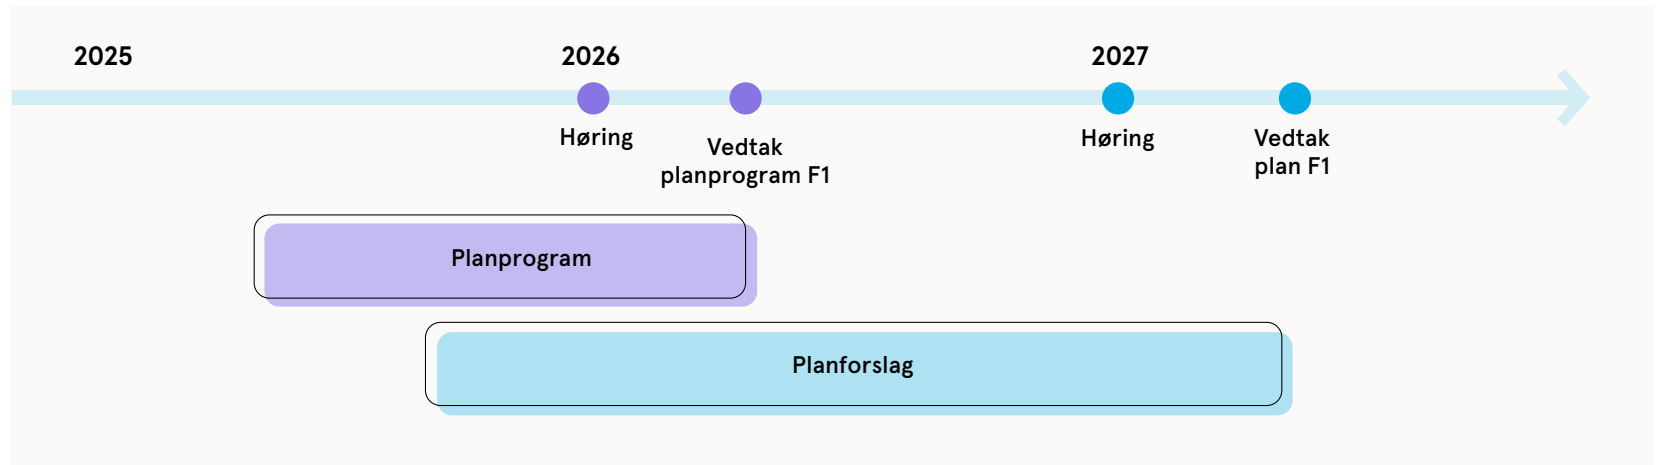 2025
2026
2027
Høring
Vedtak
planprogram F1
Høring
Vedtak
plan F1
Planprogram
Planforslag